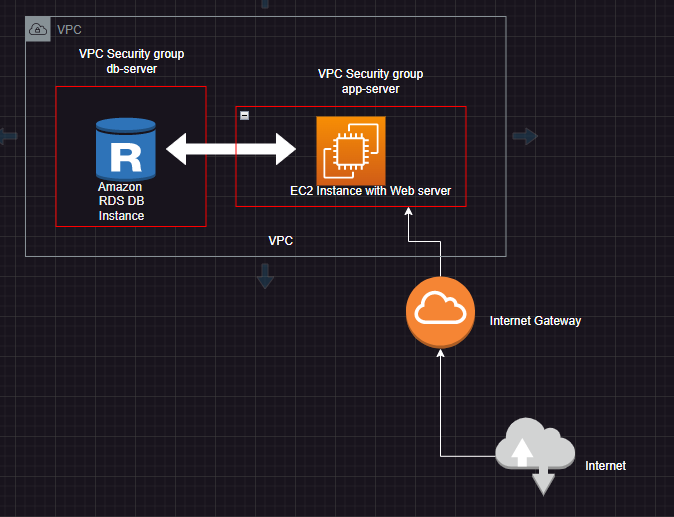 VPC
VPC Security group
db-server
VPC Security group
app-server
R
Amazon
RDS DB
Instance
EC2 Instance with Web server
VPC
Internet Gateway
Internet